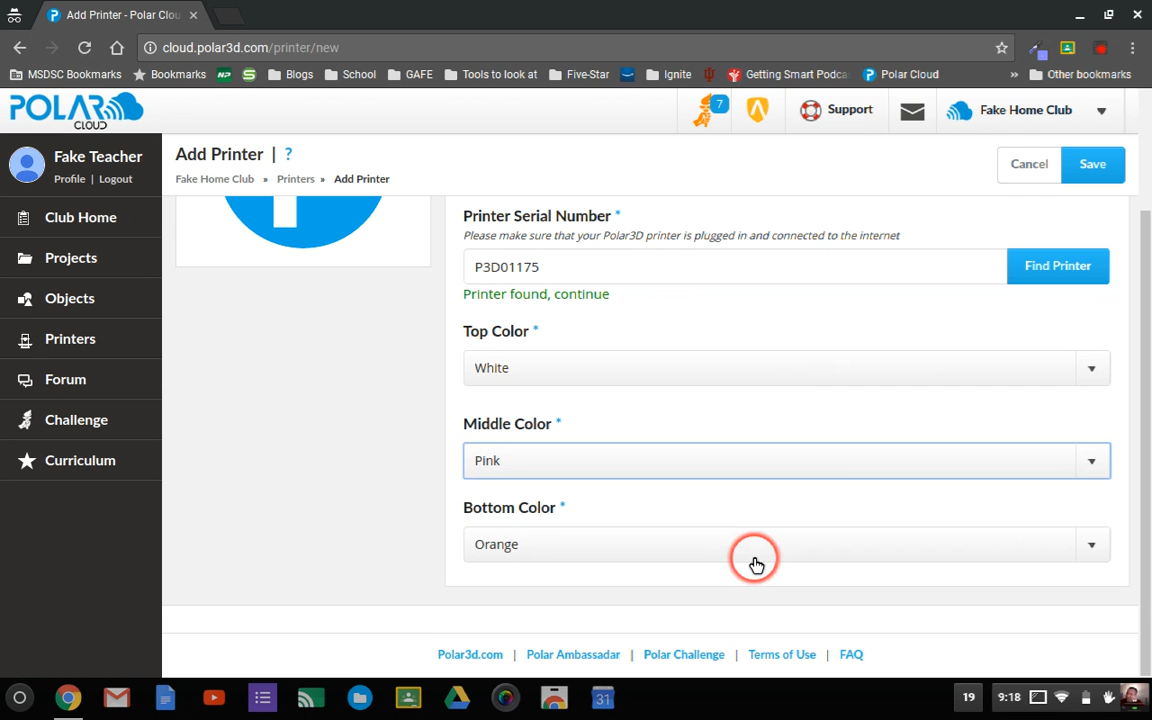 Add Printer - Polar Clou
cloud.polar3d.com/printer/new
MSDSC Bookmarks Bookmarks NP S Blogs School GAFE Tools to look at Five-Star Ignite Getting Smart Podca Polar Cloud » Other bookmarks
POLAR CLOUD
7
Support
Fake Home Club
Fake Teacher
Profile | Logout
Add Printer | ?
Fake Home Club » Printers » Add Printer
Cancel
Save
Club Home
Projects
Objects
Printers
Forum
Challenge
Curriculum
Printer Serial Number *
Please make sure that your Polar3D printer is plugged in and connected to the internet
P3D01175
Find Printer
Printer found, continue
Top Color *
White
Middle Color *
Pink
Bottom Color *
Orange
Polar3d.com | Polar Ambassadar | Polar Challenge | Terms of Use | FAQ
31
19
9:18